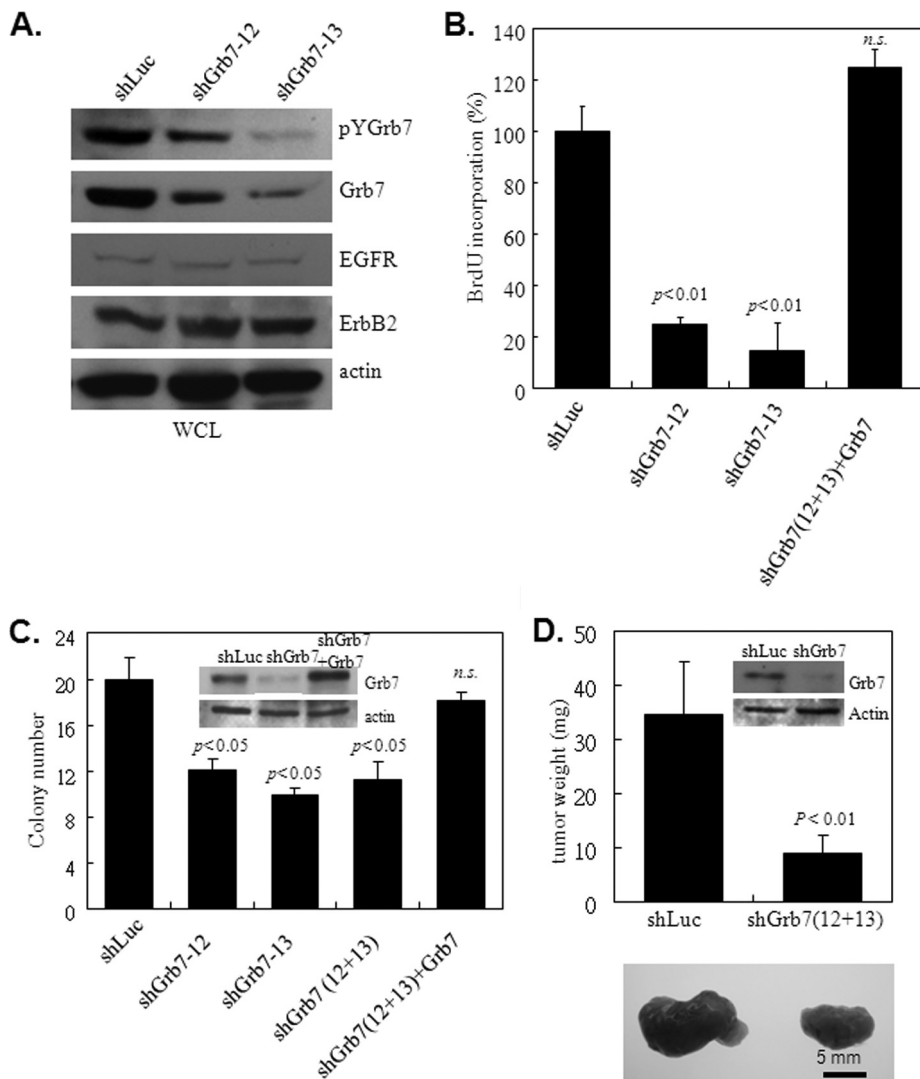 A.
shLuc
shGrb7-12
shGrb7-13
pYGrb7
Grb7
EGFR
ErbB2
actin
WCL
B.
BrdU incorporation (%)
140
120
100
80
60
40
20
0
p<0.01
p<0.01
n.s.
shLuc
shGrb7-12
shGrb7-13
shGrb7(12+13)+Grb7
C.
Colony number
24
20
16
12
8
4
0
shLuc shGrb7 shGrb7
+Grb7
Grb7
actin
p<0.05
p<0.05
p<0.05
n.s.
shLuc
shGrb7-12
shGrb7-13
shGrb7 (12+13)
shGrb7(12+13)+Grb7
D.
tumor weight (mg)
50
40
30
20
10
0
shLuc shGrb7
Grb7
Actin
P< 0.01
shLuc
shGrb7(12+13)
5 mm